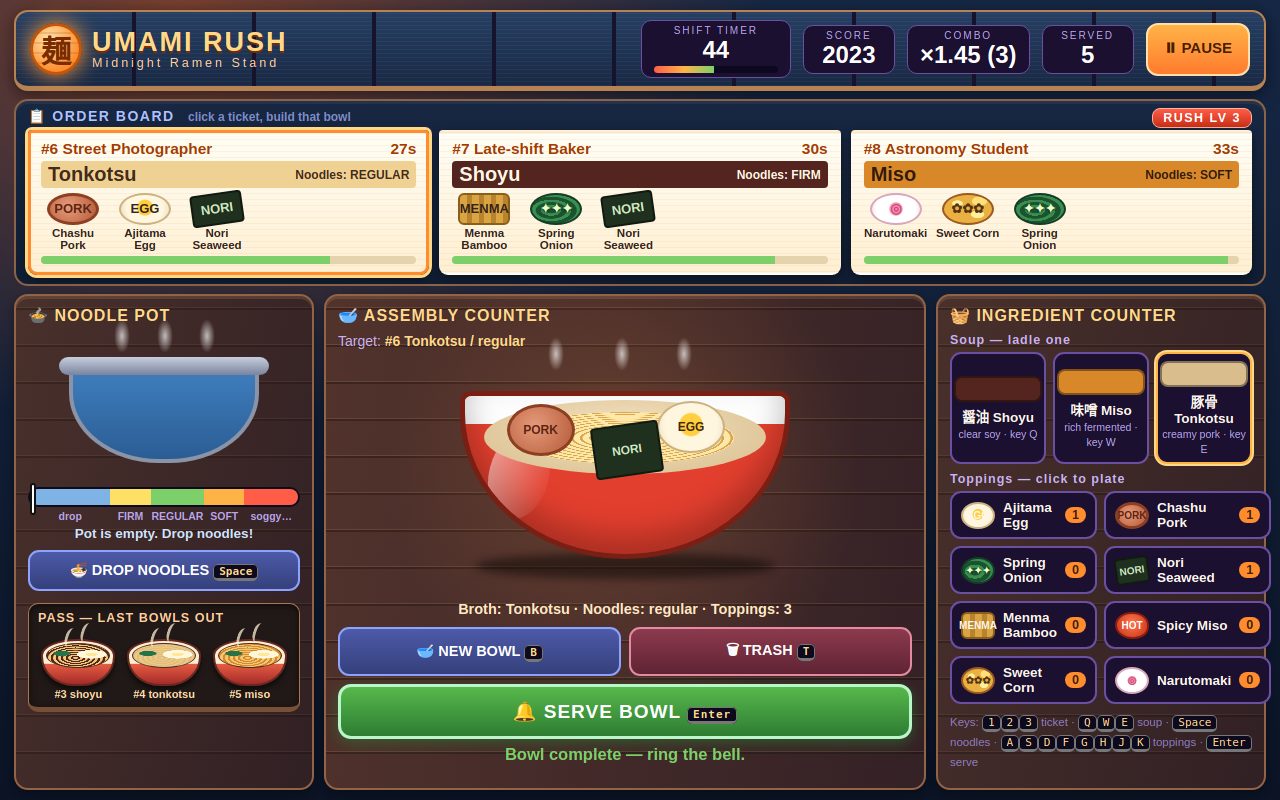 麺
UMAMI RUSH
Midnight Ramen Stand
SHIFT TIMER
44
SCORE
2023
COMBO
×1.45 (3)
SERVED
5
⏸ PAUSE
📋 ORDER BOARD click a ticket, build that bowl
RUSH LV 3
#6 Street Photographer 27s
Tonkotsu Noodles: REGULAR
PORK EGG NORI
Chashu Pork
Ajitama Egg
Nori Seaweed
#7 Late-shift Baker 30s
Shoyu Noodles: FIRM
MENMA ✦✦✦ NORI
Menma Bamboo
Spring Onion
Nori Seaweed
#8 Astronomy Student 33s
Miso Noodles: SOFT
Narutomaki
Sweet Corn
Spring Onion
🍲 NOODLE POT
drop FIRM REGULAR SOFT soggy…
Pot is empty. Drop noodles!
🍜 DROP NOODLES Space
PASS — LAST BOWLS OUT
#3 shoyu #4 tonkotsu #5 miso
🥣 ASSEMBLY COUNTER
Target: #6 Tonkotsu / regular
PORK NORI EGG
Broth: Tonkotsu · Noodles: regular · Toppings: 3
🥣 NEW BOWL B
🗑 TRASH T
🔔 SERVE BOWL Enter
Bowl complete — ring the bell.
🧺 INGREDIENT COUNTER
Soup — ladle one
醤油 Shoyu
clear soy · key Q
味噌 Miso
rich fermented ·
key W
豚骨
Tonkotsu
creamy pork · key
E
Toppings — click to plate
Ajitama Egg 1
PORK Chashu Pork 1
Spring Onion 0
NORI Nori Seaweed 1
MENMA Menma Bamboo 0
HOT Spicy Miso 0
Sweet Corn 0
Narutomaki 0
Keys: 1 2 3 ticket · Q W E soup · Space
noodles · A S D F G H J K toppings · Enter
serve